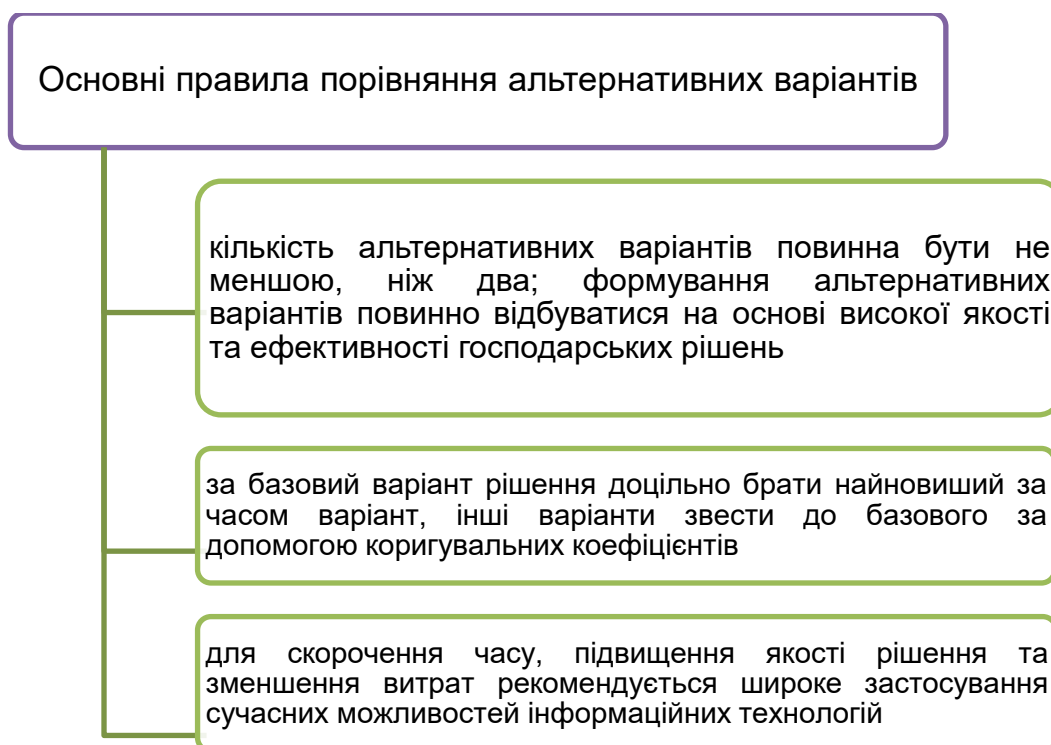 Основні правила порівняння альтернативних варіантів
кількість альтернативних варіантів повинна бути не
меншою, ніж два; формування альтернативних
варіантів повинно відбуватися на основі високої якості
та ефективності господарських рішень
за базовий варіант рішення доцільно брати найновиший за
часом варіант, інші варіанти звести до базового за
допомогою коригувальних коефіцієнтів
для скорочення часу, підвищення якості рішення та
зменшення витрат рекомендується широке застосування
сучасних можливостей інформаційних технологій